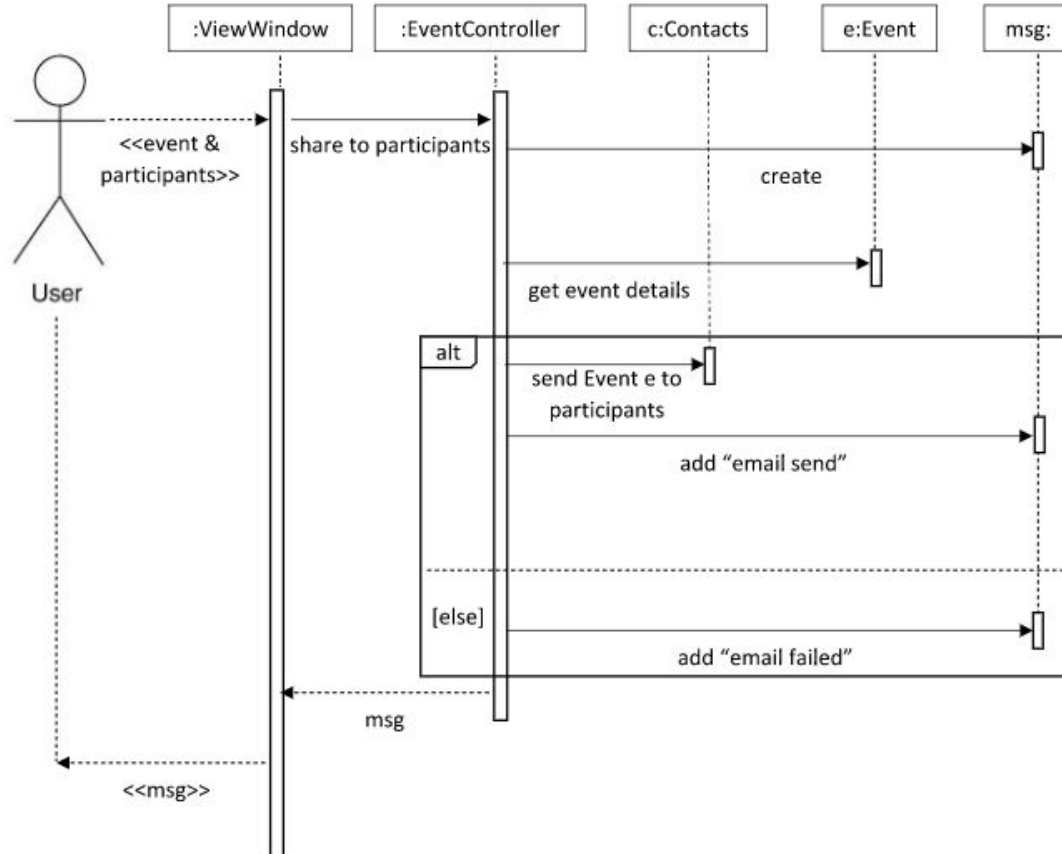 :ViewWindow
:EventController
c:Contacts
e:Event
msg:
<<event &
participants>>
share to participants
create
get event details
User
alt
send Event e to
participants
add “email send”
[else]
add “email failed”
msg
<<msg>>